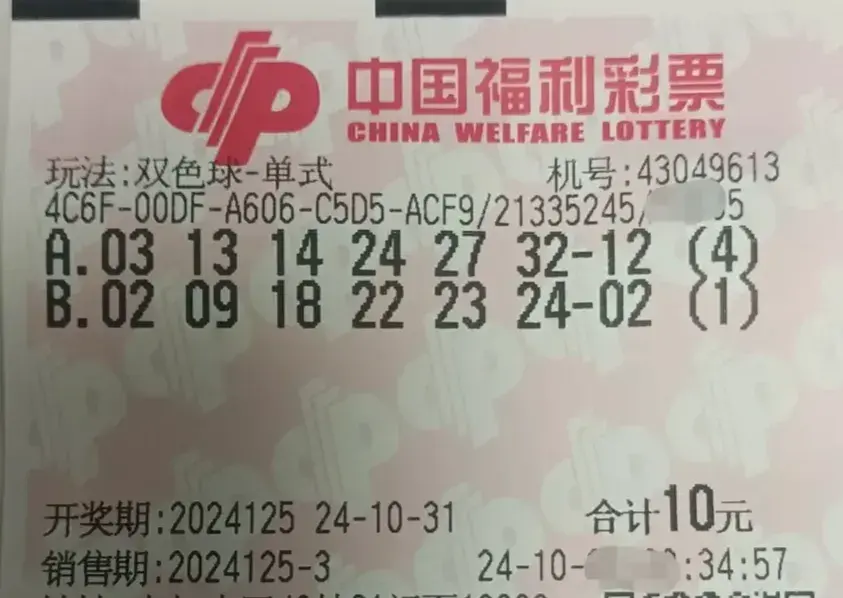 中国福利彩票
CHINA WELFARE LOTTERY
玩法:双色球-单式 机号:43049613
4C6F-00DF-A606-C5D5-ACF9/21335245/ 5
A.03 13 14 24 27 32-12 (4)
B.02 09 18 22 23 24-02 (1)
开奖期:2024125 24-10-31 合计10元
销售期:2024125-3 24-10- :34:57